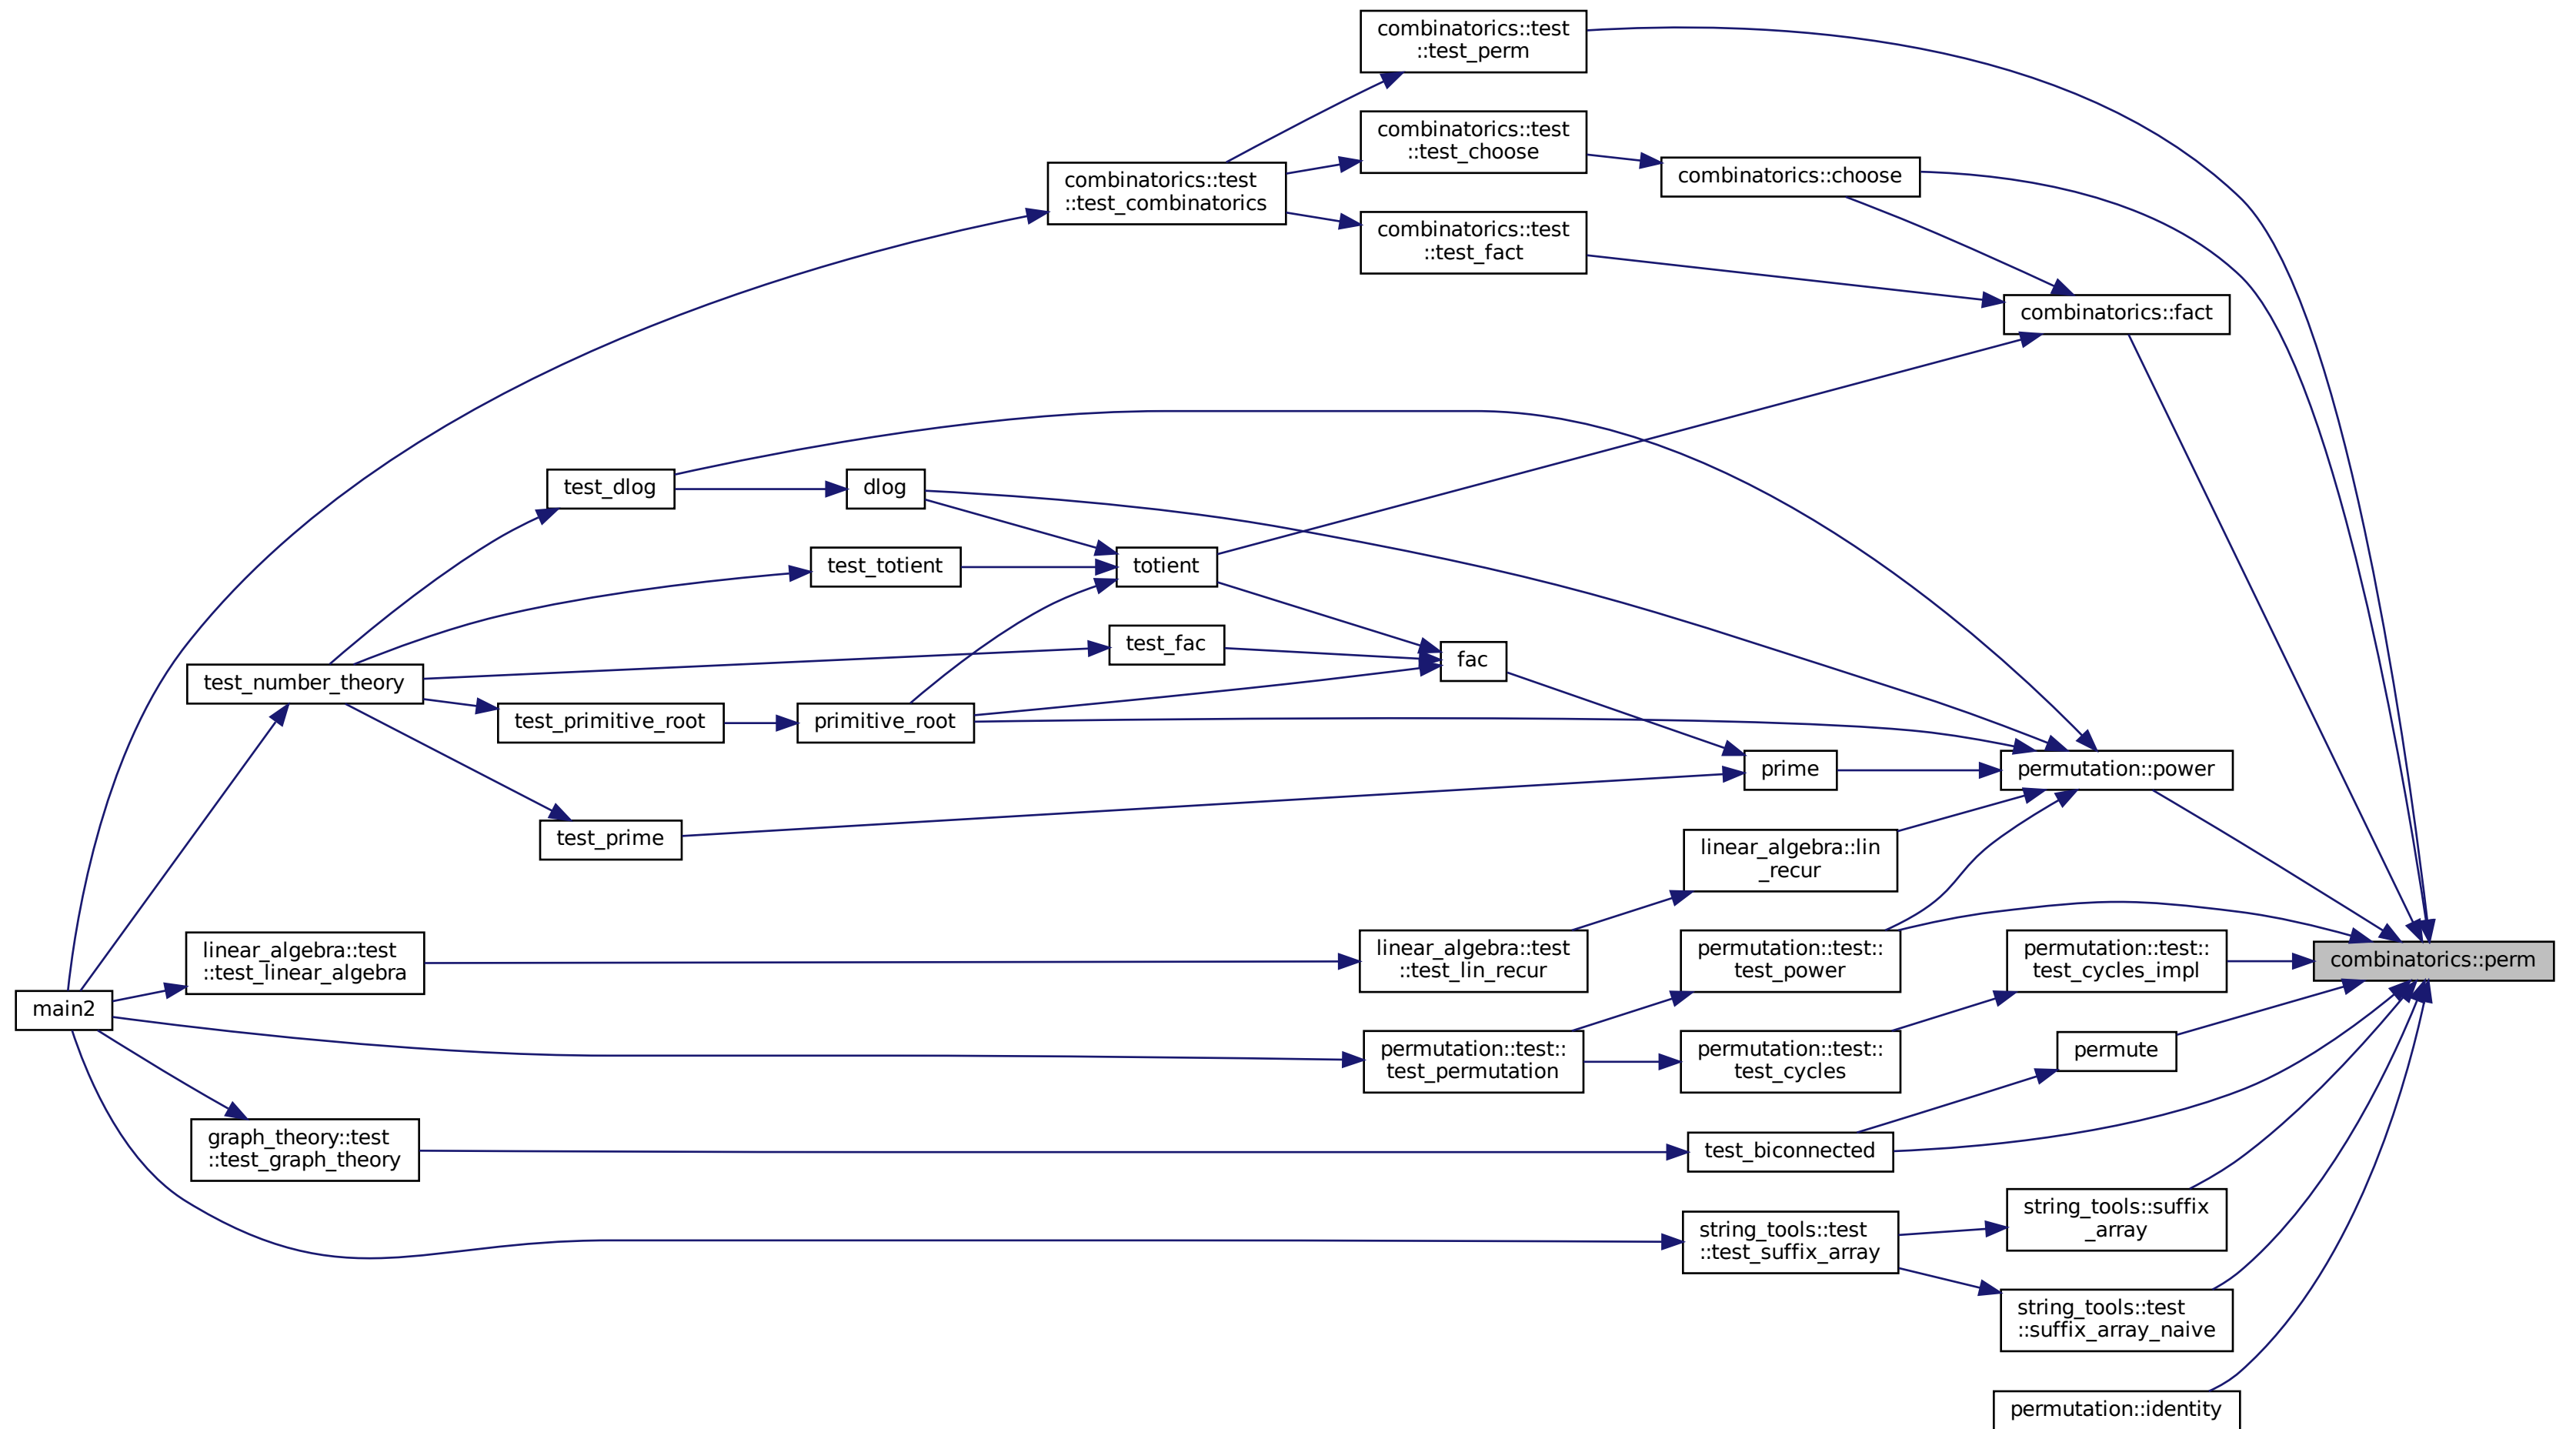 combinatorics::test
::test_perm
combinatorics::test
::test_choose
combinatorics::choose
combinatorics::test
::test_combinatorics
combinatorics::test
::test_fact
combinatorics::fact
test_dlog
dlog
test_totient
totient
test_fac
fac
test_number_theory
test_primitive_root
primitive_root
prime
permutation::power
test_prime
linear_algebra::lin
_recur
linear_algebra::test
::test_linear_algebra
linear_algebra::test
::test_lin_recur
permutation::test::
test_power
permutation::test::
test_cycles_impl
combinatorics::perm
main2
permutation::test::
test_permutation
permutation::test::
test_cycles
permute
graph_theory::test
::test_graph_theory
test_biconnected
string_tools::suffix
_array
string_tools::test
::test_suffix_array
string_tools::test
::suffix_array_naive
permutation::identity